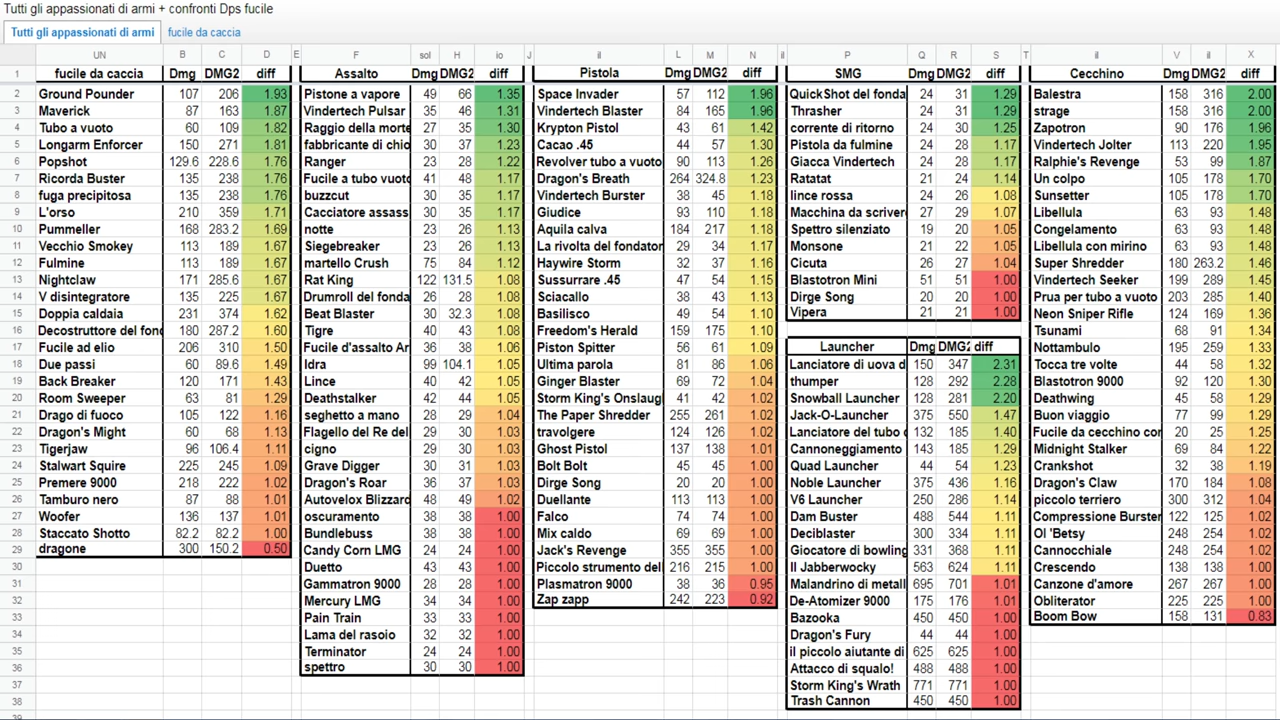 Tutti gli appassionati di armi + confronti Dps fucile
Tutti gli appassionati di armi fucile da caccia
UN B C D E F sol H io J il L M N il P Q R S T il V il X
1 fucile da caccia Dmg DMG2 diff Assalto Dmg DMG2 diff Pistola Dmg DMG2 diff SMG Dmg DMG2 diff Cecchino Dmg DMG2 diff
2 Ground Pounder 107 206 1.93 Pistone a vapore 49 66 1.35 Space Invader 57 112 1.96 QuickShot del fonda 24 31 1.29 Balestra 158 316 2.00
3 Maverick 87 163 1.87 Vindertech Pulsar 35 46 1.31 Vindertech Blaster 84 165 1.96 Thrasher 24 31 1.29 strage 158 316 2.00
4 Tubo a vuoto 60 109 1.82 Raggio della morte 27 35 1.30 Krypton Pistol 43 61 1.42 corrente di ritorno 24 30 1.25 Zapotron 90 176 1.96
5 Longarm Enforcer 150 271 1.81 fabbricante di chio 30 37 1.23 Cacao .45 44 57 1.30 Pistola da fulmine 24 28 1.17 Vindertech Jolter 113 220 1.95
6 Popshot 129.6 228.6 1.76 Ranger 23 28 1.22 Revolver tubo a vuoto 90 113 1.26 Giacca Vindertech 24 28 1.17 Ralphie's Revenge 53 99 1.87
7 Ricorda Buster 135 238 1.76 Fucile a tubo vuoto 41 48 1.17 Dragon's Breath 264 324.8 1.23 Ratatat 24 28 1.14 Un colpo 105 178 1.70
8 fuga precipitosa 135 238 1.76 buzzcut 30 35 1.17 Vindertech Burster 38 45 1.18 lince rossa 24 26 1.08 Sunsetter 105 178 1.70
9 L'orso 210 359 1.71 Cacciatore assass 30 35 1.17 Giudice 93 110 1.18 Macchina da scriver 27 29 1.07 Libellula 63 93 1.48
10 Pummeller 168 283.2 1.69 notte 23 26 1.13 Aquila calva 184 217 1.18 Spettro silenziato 19 20 1.05 Congelamento 63 93 1.48
11 Vecchio Smokey 113 189 1.67 Siegebreaker 23 26 1.13 La rivolta del fondator 29 34 1.17 Monsone 21 22 1.05 Libellula con mirino 63 93 1.48
12 Fulmine 113 189 1.67 martello Crush 75 84 1.12 Haywire Storm 32 37 1.16 Cicuta 26 27 1.04 Super Shredder 180 263.2 1.46
13 Nightclaw 171 285.6 1.67 Rat King 122 131.5 1.08 Sussurrare .45 47 54 1.15 Blastotron Mini 51 51 1.00 Vindertech Seeker 199 289 1.45
14 V disintegratore 135 225 1.67 Drumroll del fonda 26 28 1.08 Sciacallo 38 43 1.13 Dirge Song 20 20 1.00 Prua per tubo a vuoto 203 285 1.40
15 Doppia caldaia 231 374 1.62 Beat Blaster 30 32.3 1.08 Basilisco 49 54 1.10 Vipera 21 21 1.00 Neon Sniper Rifle 124 169 1.36
16 Decostruttore del fond 180 287.2 1.60 Tigre 40 43 1.08 Freedom's Herald 159 175 1.10 Tsunami 68 91 1.34
17 Fucile ad elio 206 310 1.50 Fucile d'assalto Ar 36 38 1.06 Piston Spitter 56 61 1.09 Launcher Dmg DMG2 diff Nottambulo 195 259 1.33
18 Due passi 60 89.6 1.49 Idra 99 104.1 1.05 Ultima parola 81 86 1.06 Lanciatore di uova d 150 347 2.31 Tocca tre volte 44 58 1.32
19 Back Breaker 120 171 1.43 Lince 40 42 1.05 Ginger Blaster 69 72 1.04 thumper 128 292 2.28 Blastotron 9000 92 120 1.30
20 Room Sweeper 63 81 1.29 Deathstalker 42 44 1.05 Storm King's Onslaug 41 42 1.02 Snowball Launcher 128 281 2.20 Deathwing 45 58 1.29
21 Drago di fuoco 105 122 1.16 seghetto a mano 28 29 1.04 The Paper Shredder 255 261 1.02 Jack-O-Launcher 375 550 1.47 Buon viaggio 77 99 1.29
22 Dragon's Might 60 68 1.13 Flagello del Re del 29 30 1.03 travolgere 124 126 1.02 Lanciatore del tubo 132 185 1.40 Fucile da cecchino cor 20 25 1.25
23 Tigerjaw 96 106.4 1.11 cigno 29 30 1.03 Ghost Pistol 137 138 1.01 Cannoneggiamento 143 185 1.29 Midnight Stalker 69 84 1.22
24 Stalwart Squire 225 245 1.09 Grave Digger 30 31 1.03 Bolt Bolt 45 45 1.00 Quad Launcher 44 54 1.23 Crankshot 32 38 1.19
25 Premere 9000 218 222 1.02 Dragon's Roar 36 37 1.03 Dirge Song 20 20 1.00 Noble Launcher 375 436 1.16 Dragon's Claw 170 184 1.08
26 Tamburo nero 87 88 1.01 Autovelox Blizzard 48 49 1.02 Duellante 113 113 1.00 V6 Launcher 250 286 1.14 piccolo terriero 300 312 1.04
27 Woofer 136 137 1.01 oscuramento 38 38 1.00 Falco 74 74 1.00 Dam Buster 488 544 1.11 Compressione Burster 122 125 1.02
28 Staccato Shotto 82.2 82.2 1.00 Bundlebuss 38 38 1.00 Mix caldo 69 69 1.00 Deciblaster 300 334 1.11 Ol 'Betsy 248 254 1.02
29 dragone 300 150.2 0.50 Candy Corn LMG 24 24 1.00 Jack's Revenge 355 355 1.00 Giocatore di bowling 331 368 1.11 Cannocchiale 248 254 1.02
30 Duetto 43 43 1.00 Piccolo strumento del 216 215 1.00 Il Jabberwocky 563 624 1.11 Crescendo 138 138 1.00
31 Gammatron 9000 28 28 1.00 Plasmatron 9000 38 36 0.95 Malandrino di metall 695 701 1.01 Canzone d'amore 267 267 1.00
32 Mercury LMG 34 34 1.00 Zap zapp 242 223 0.92 De-Atomizer 9000 175 176 1.01 Obliterator 225 225 1.00
33 Pain Train 33 33 1.00 Bazooka 450 450 1.00 Boom Bow 158 131 0.83
34 Lama del rasoio 32 32 1.00 Dragon's Fury 44 44 1.00
35 Terminator 24 24 1.00 il piccolo aiutante di 625 625 1.00
36 spettro 30 30 1.00 Attacco di squalo! 488 488 1.00
37 Storm King's Wrath 771 771 1.00
38 Trash Cannon 450 450 1.00
39